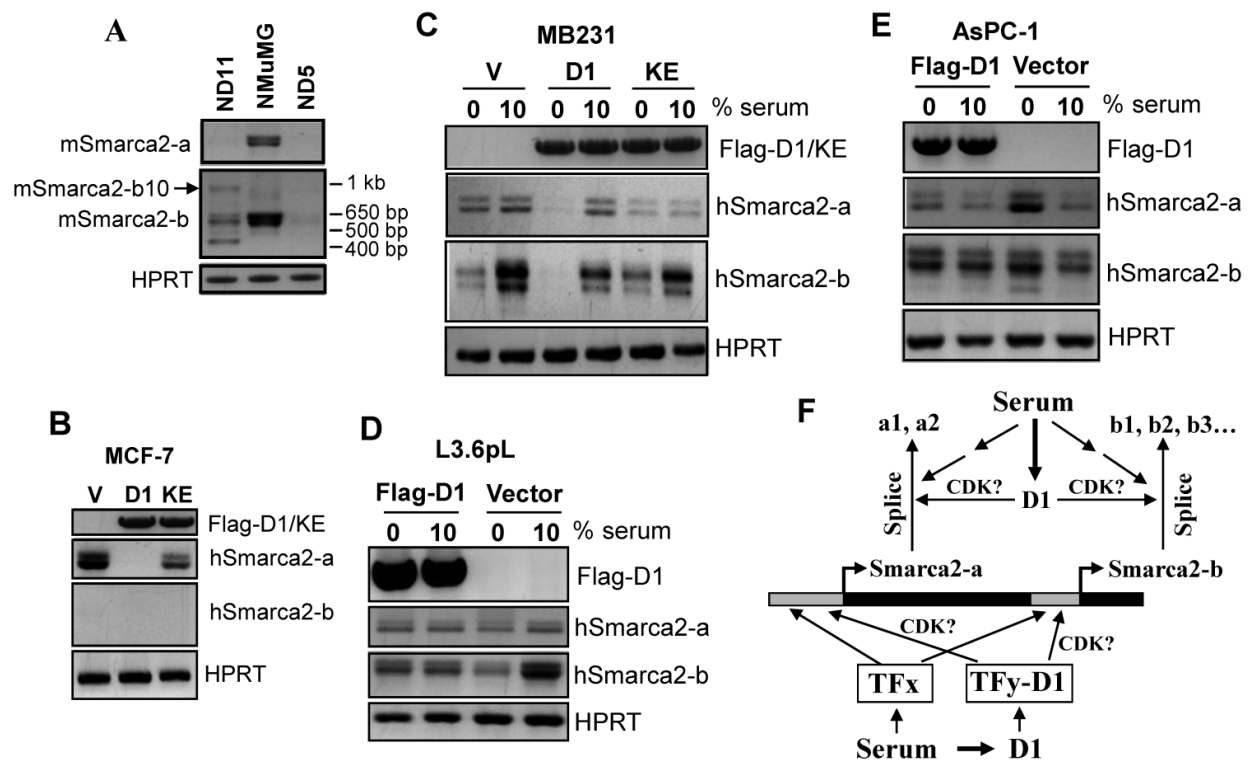 A
ND11 NMuMG ND5
mSmarca2-a
mSmarca2-b10
mSmarca2-b
1 kb
650 bp
500 bp
400 bp
HPRT
B
MCF-7
V D1 KE
Flag-D1/KE
hSmarca2-a
hSmarca2-b
HPRT
C
MB231
V D1 KE
0 10 0 10 0 10 % serum
Flag-D1/KE
hSmarca2-a
hSmarca2-b
HPRT
D
L3.6pL
Flag-D1 Vector
0 10 0 10 % serum
Flag-D1
hSmarca2-a
hSmarca2-b
HPRT
E
AsPC-1
Flag-D1 Vector
0 10 0 10 % serum
Flag-D1
hSmarca2-a
hSmarca2-b
HPRT
F
Serum
a1, a2 b1, b2, b3...
Splice CDK? D1 CDK? Splice
Smarca2-a Smarca2-b
CDK? CDK?
TFx TFy-D1
Serum D1